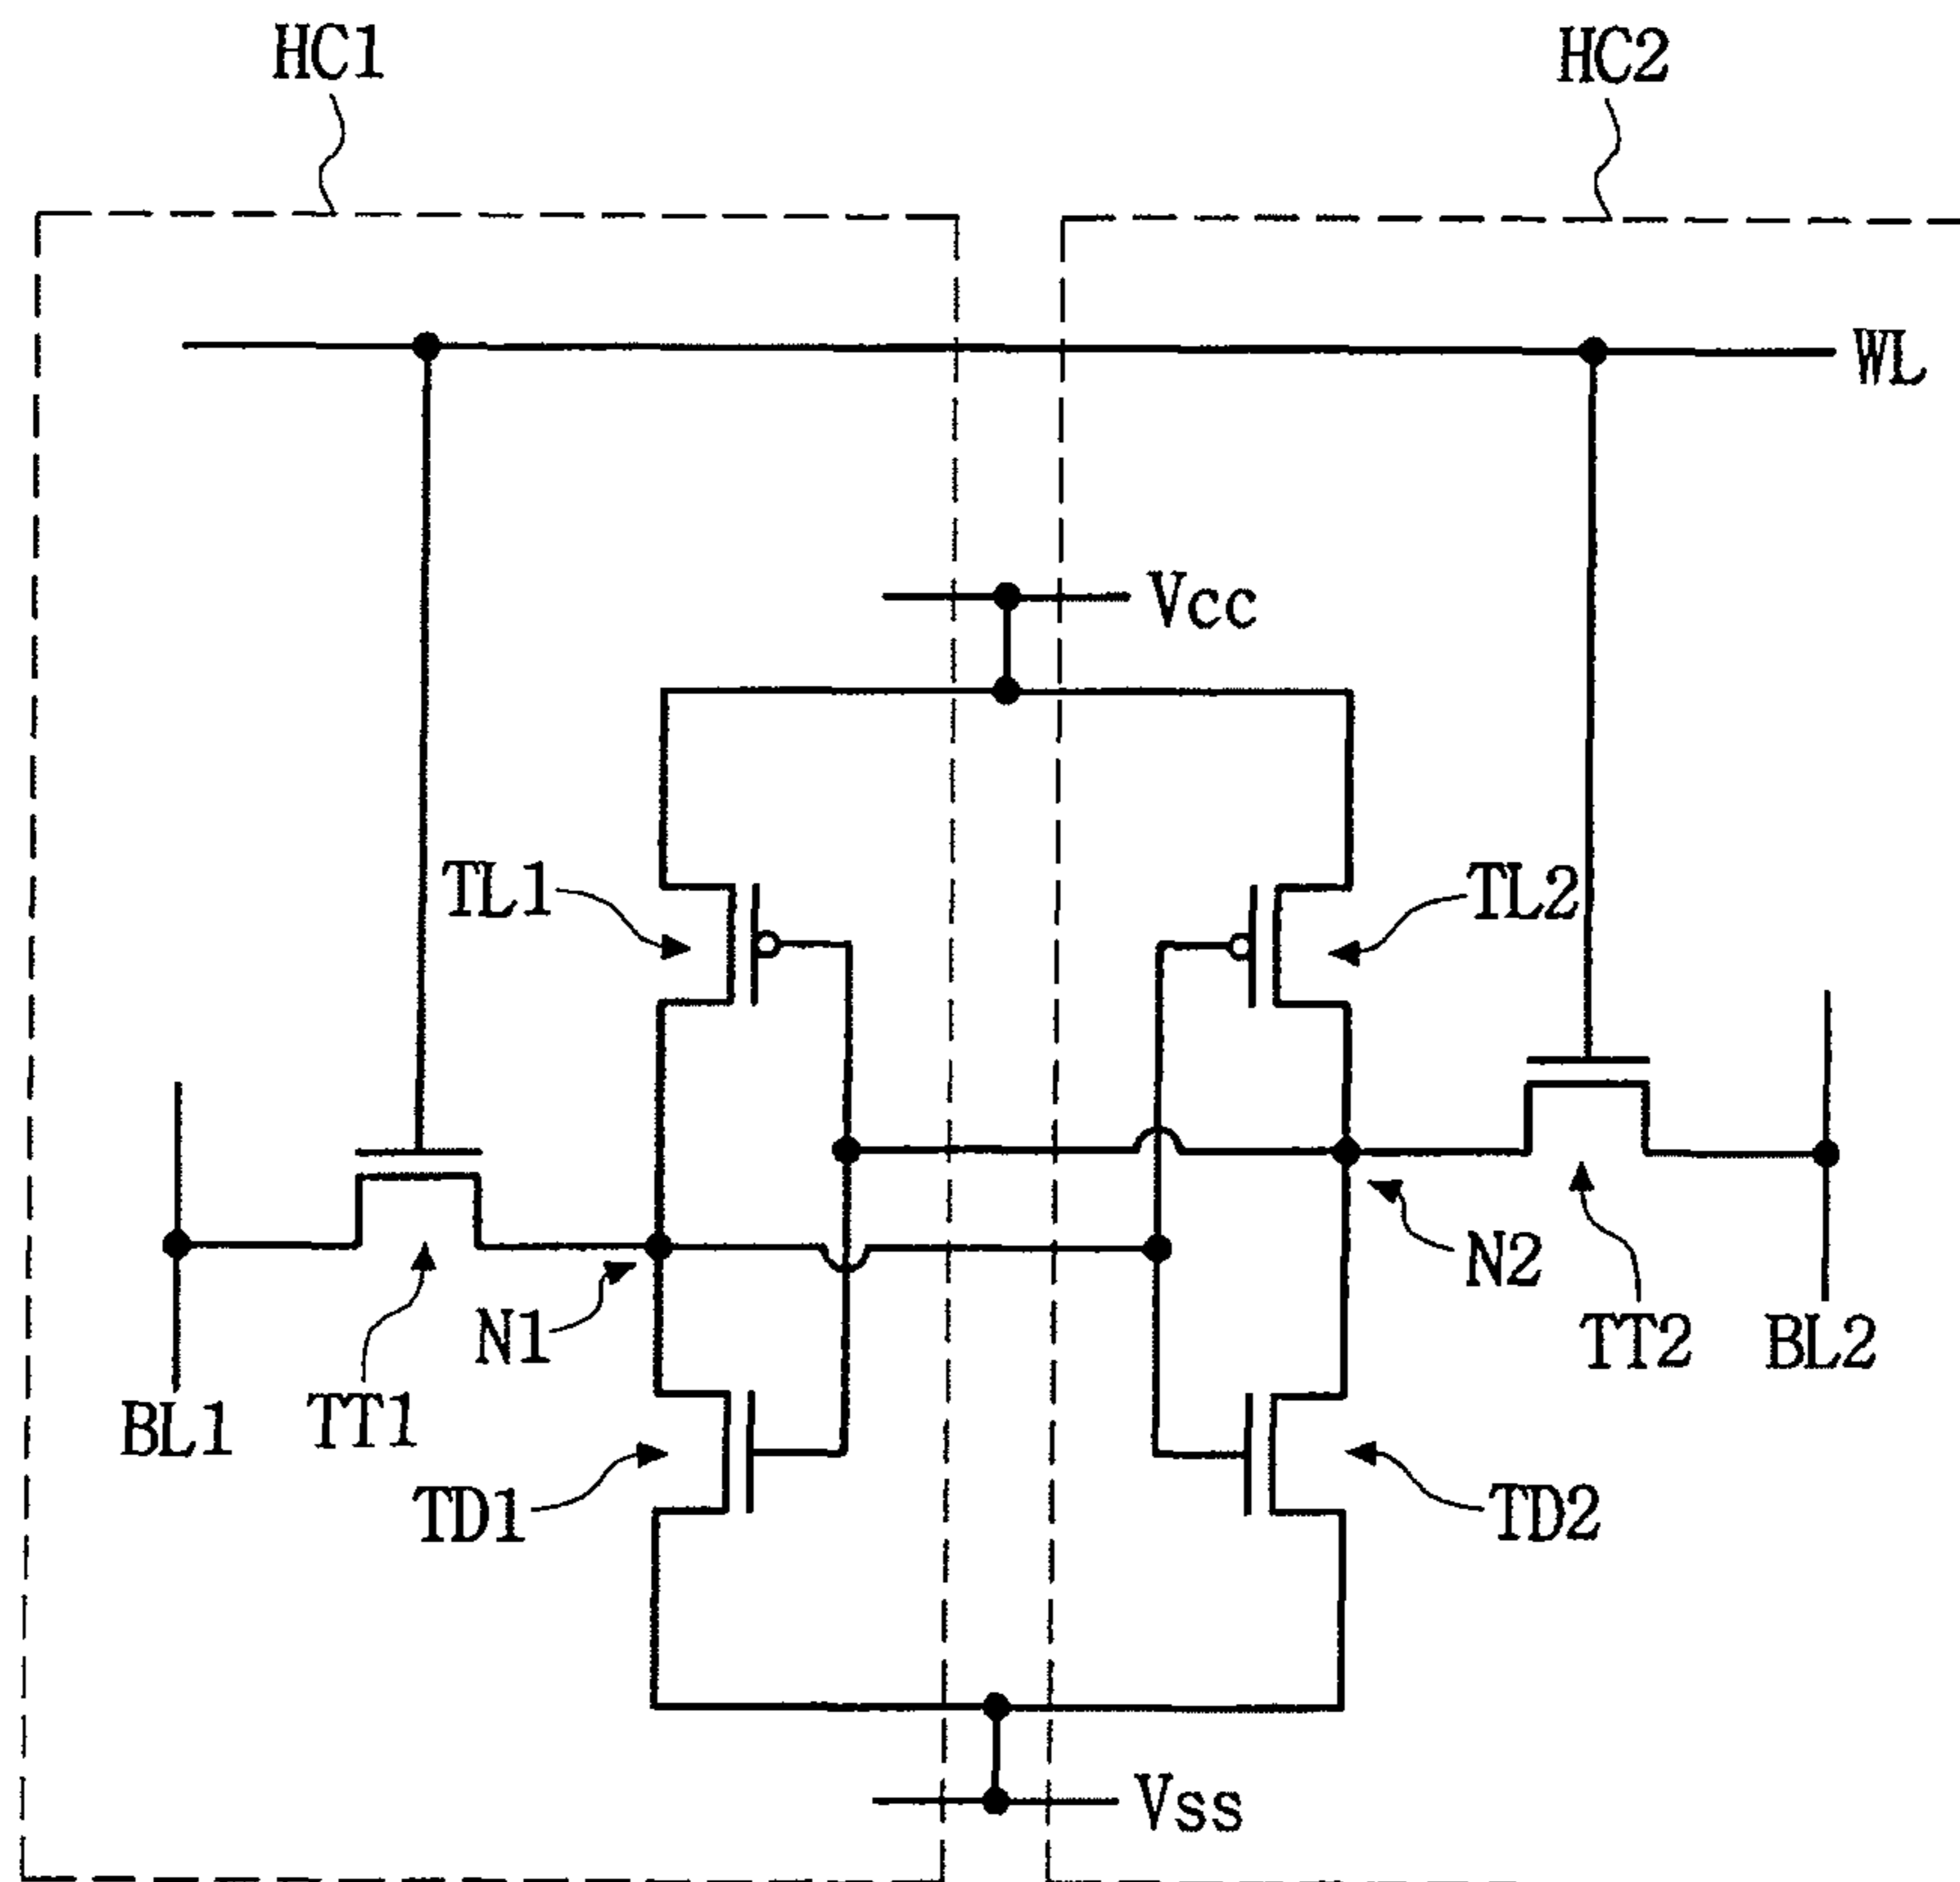 HC1
HC2
WL
Vcc
TL1
TL2
N1
N2
BL1
TT1
TT2
BL2
TD1
TD2
Vss